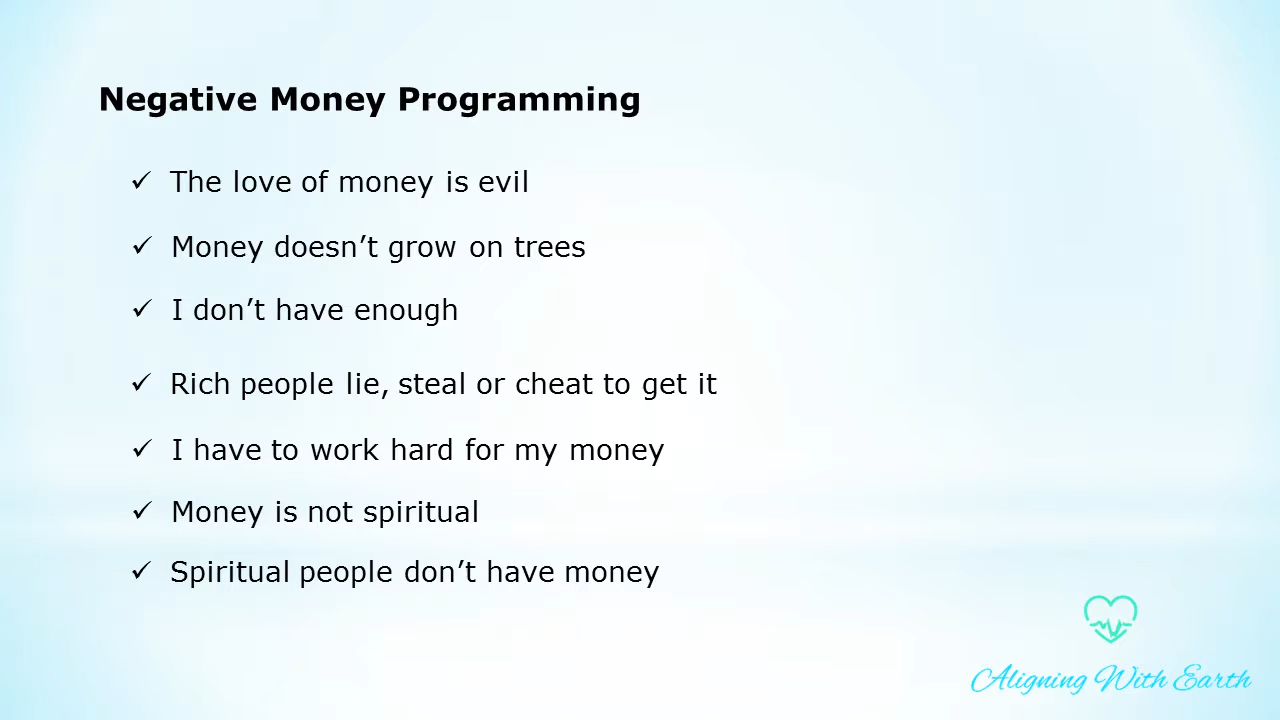 Negative Money Programming
✓ The love of money is evil
✓ Money doesn’t grow on trees
✓ I don’t have enough
✓ Rich people lie, steal or cheat to get it
✓ I have to work hard for my money
✓ Money is not spiritual
✓ Spiritual people don’t have money
Aligning With Earth